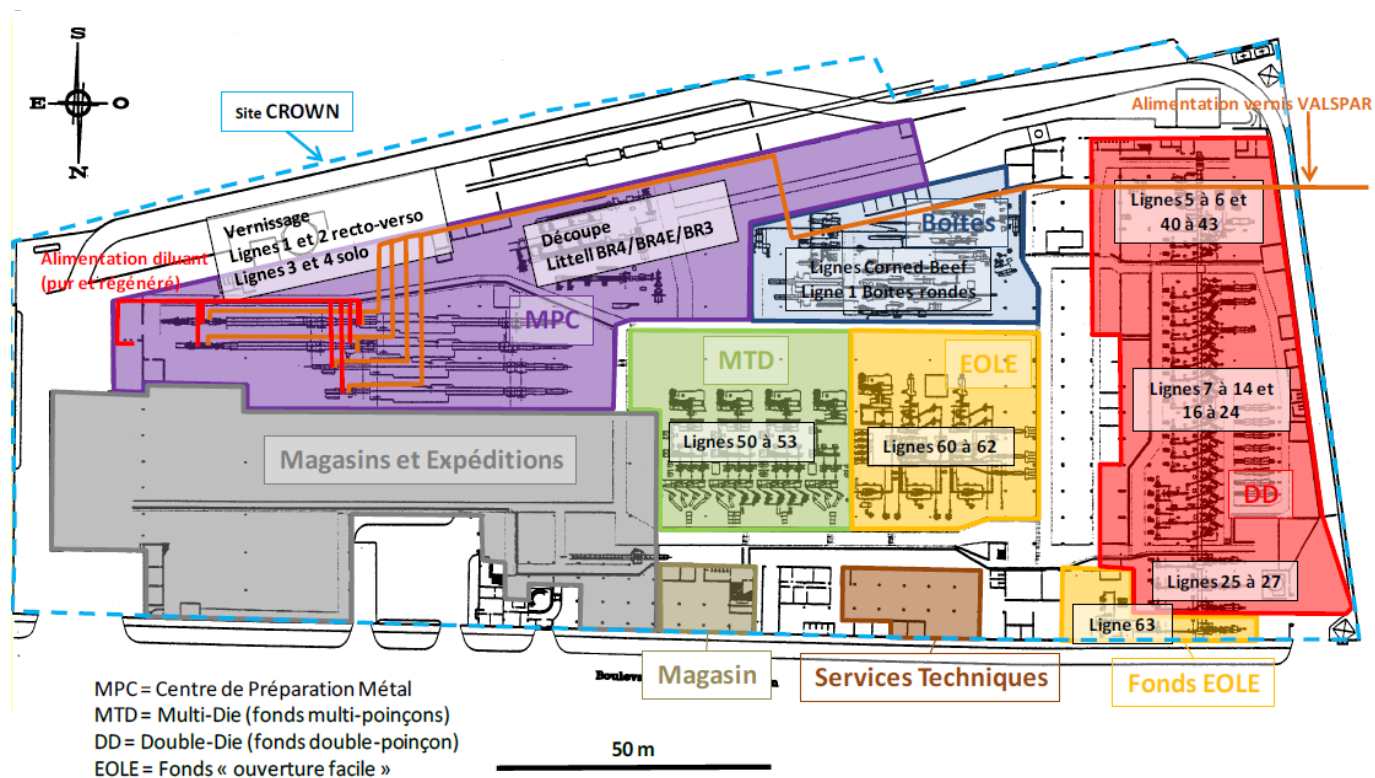 S
E
O
N
Site CROWN
Alimentation vernis VALSPAR
Vernissage
Lignes 1 et 2 recto-verso
Lignes 3 et 4 solo
Découpe
Littell BR4/BR4E/BR3
Lignes 5 à 6 et
40 à 43
Boîtes
Alimentation diluant
(pur et régénéré)
Lignes Corned-Beef
Ligne 1 Boîtes rondes
MPC
MTD
EOLE
Lignes 7 à 14 et
16 à 24
Lignes 50 à 53
Lignes 60 à 62
Magasins et Expéditions
DD
Lignes 25 à 27
Ligne 63
Magasin
Services Techniques
Fonds EOLE
MPC = Centre de Préparation Métal
MTD = Multi-Die (fonds multi-poinçons)
DD = Double-Die (fonds double-poinçon)
EOLE = Fonds « ouverture facile »
50 m